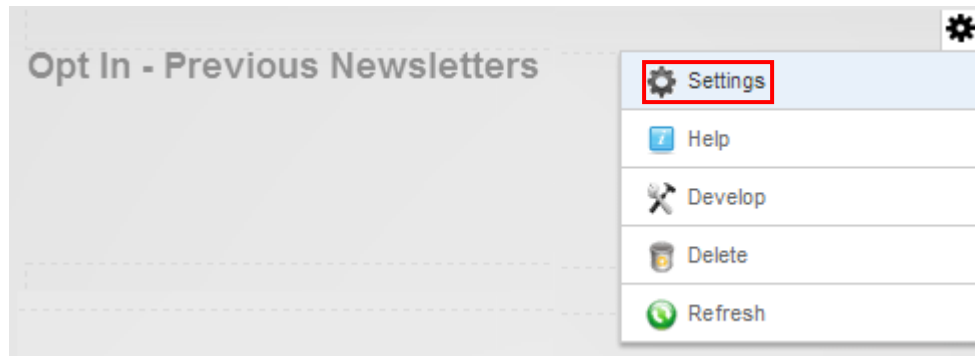 Opt In - Previous Newsletters
Settings
Help
Develop
Delete
Refresh